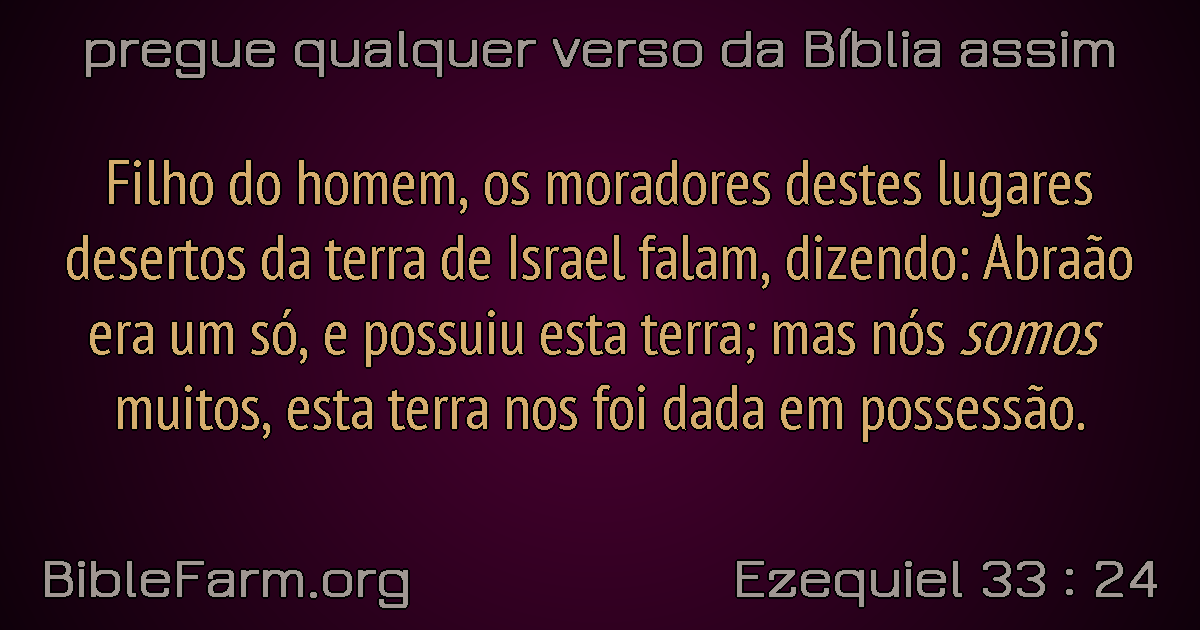 pregue qualquer verso da Bíblia assim
Filho do homem, os moradores destes lugares
desertos da terra de Israel falam, dizendo: Abraão
era um só, e possuiu esta terra; mas nós somos
muitos, esta terra nos foi dada em possessão.
BibleFarm.org
Ezequiel 33 : 24